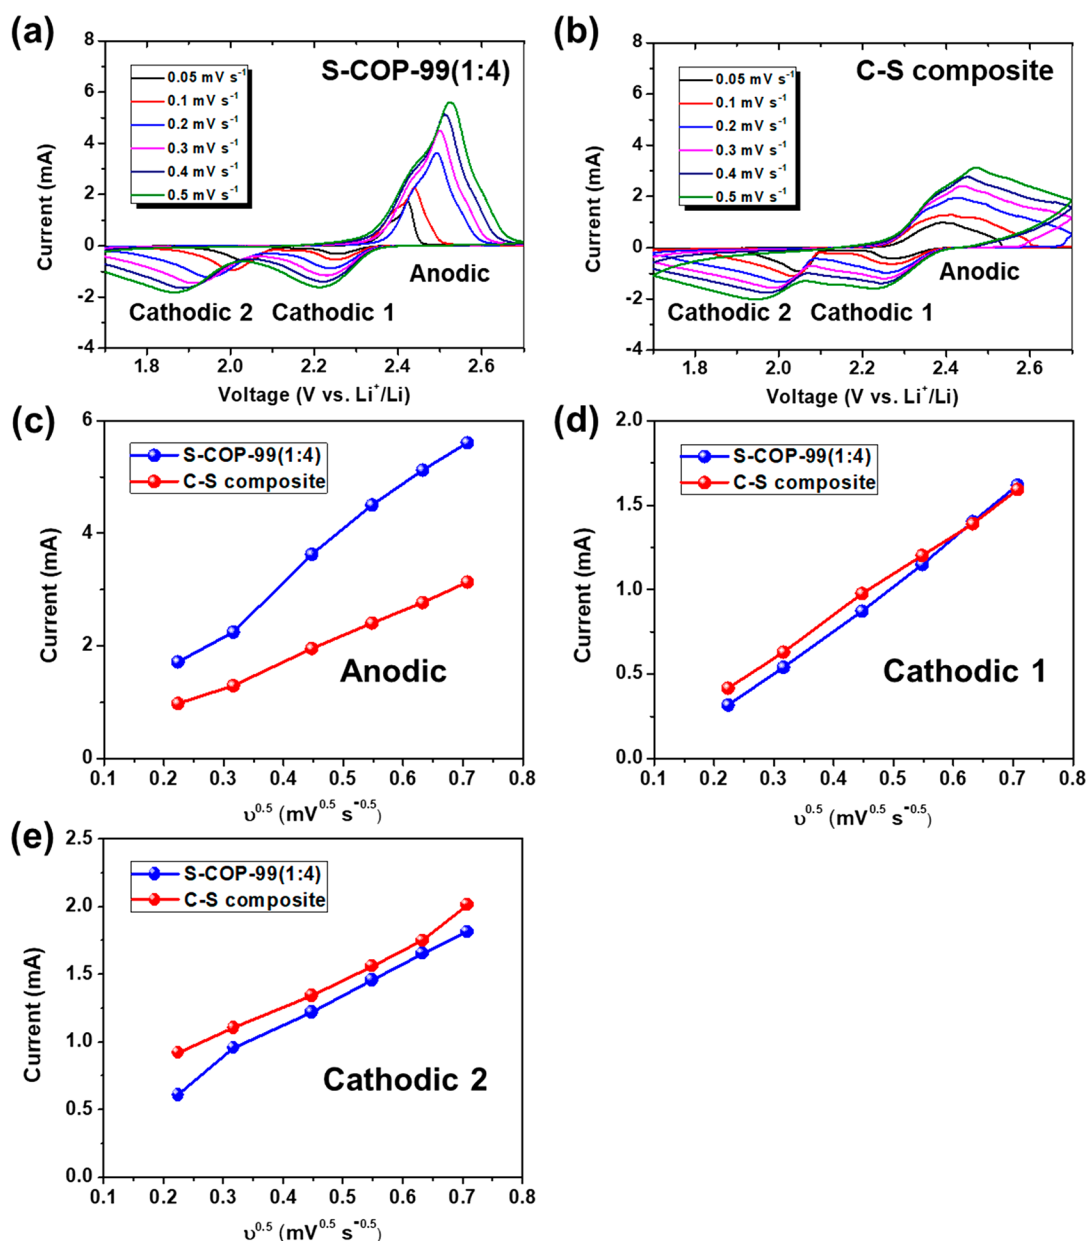 (a)
8
6
4
2
0
-2
-4
Current (mA)
0.05 mV s⁻¹
0.1 mV s⁻¹
0.2 mV s⁻¹
0.3 mV s⁻¹
0.4 mV s⁻¹
0.5 mV s⁻¹
S-COP-99(1:4)
Anodic
Cathodic 2
Cathodic 1
1.8 2.0 2.2 2.4 2.6
Voltage (V vs. Li⁺/Li)
(b)
8
6
4
2
0
-2
-4
Current (mA)
0.05 mV s⁻¹
0.1 mV s⁻¹
0.2 mV s⁻¹
0.3 mV s⁻¹
0.4 mV s⁻¹
0.5 mV s⁻¹
C-S composite
Anodic
Cathodic 2
Cathodic 1
1.8 2.0 2.2 2.4 2.6
Voltage (V vs. Li⁺/Li)
(c)
6
4
2
0
Current (mA)
S-COP-99(1:4)
C-S composite
Anodic
0.1 0.2 0.3 0.4 0.5 0.6 0.7 0.8
υ⁰·⁵ (mV⁰·⁵ s⁻⁰·⁵)
(d)
2.0
1.5
1.0
0.5
0.0
Current (mA)
S-COP-99(1:4)
C-S composite
Cathodic 1
0.1 0.2 0.3 0.4 0.5 0.6 0.7 0.8
υ⁰·⁵ (mV⁰·⁵ s⁻⁰·⁵)
(e)
2.5
2.0
1.5
1.0
0.5
0.0
Current (mA)
S-COP-99(1:4)
C-S composite
Cathodic 2
0.1 0.2 0.3 0.4 0.5 0.6 0.7 0.8
υ⁰·⁵ (mV⁰·⁵ s⁻⁰·⁵)